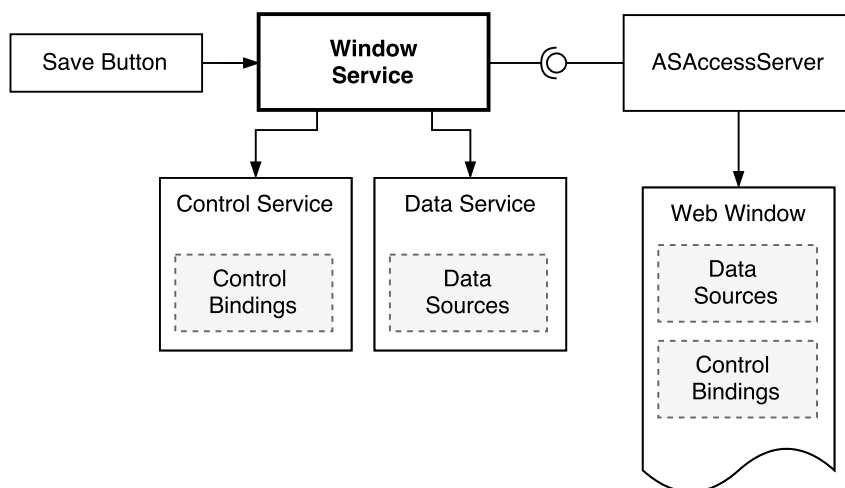 Save Button
Window
Service
ASAccessServer
Control Service
Control
Bindings
Data Service
Data
Sources
Web Window
Data
Sources
Control
Bindings